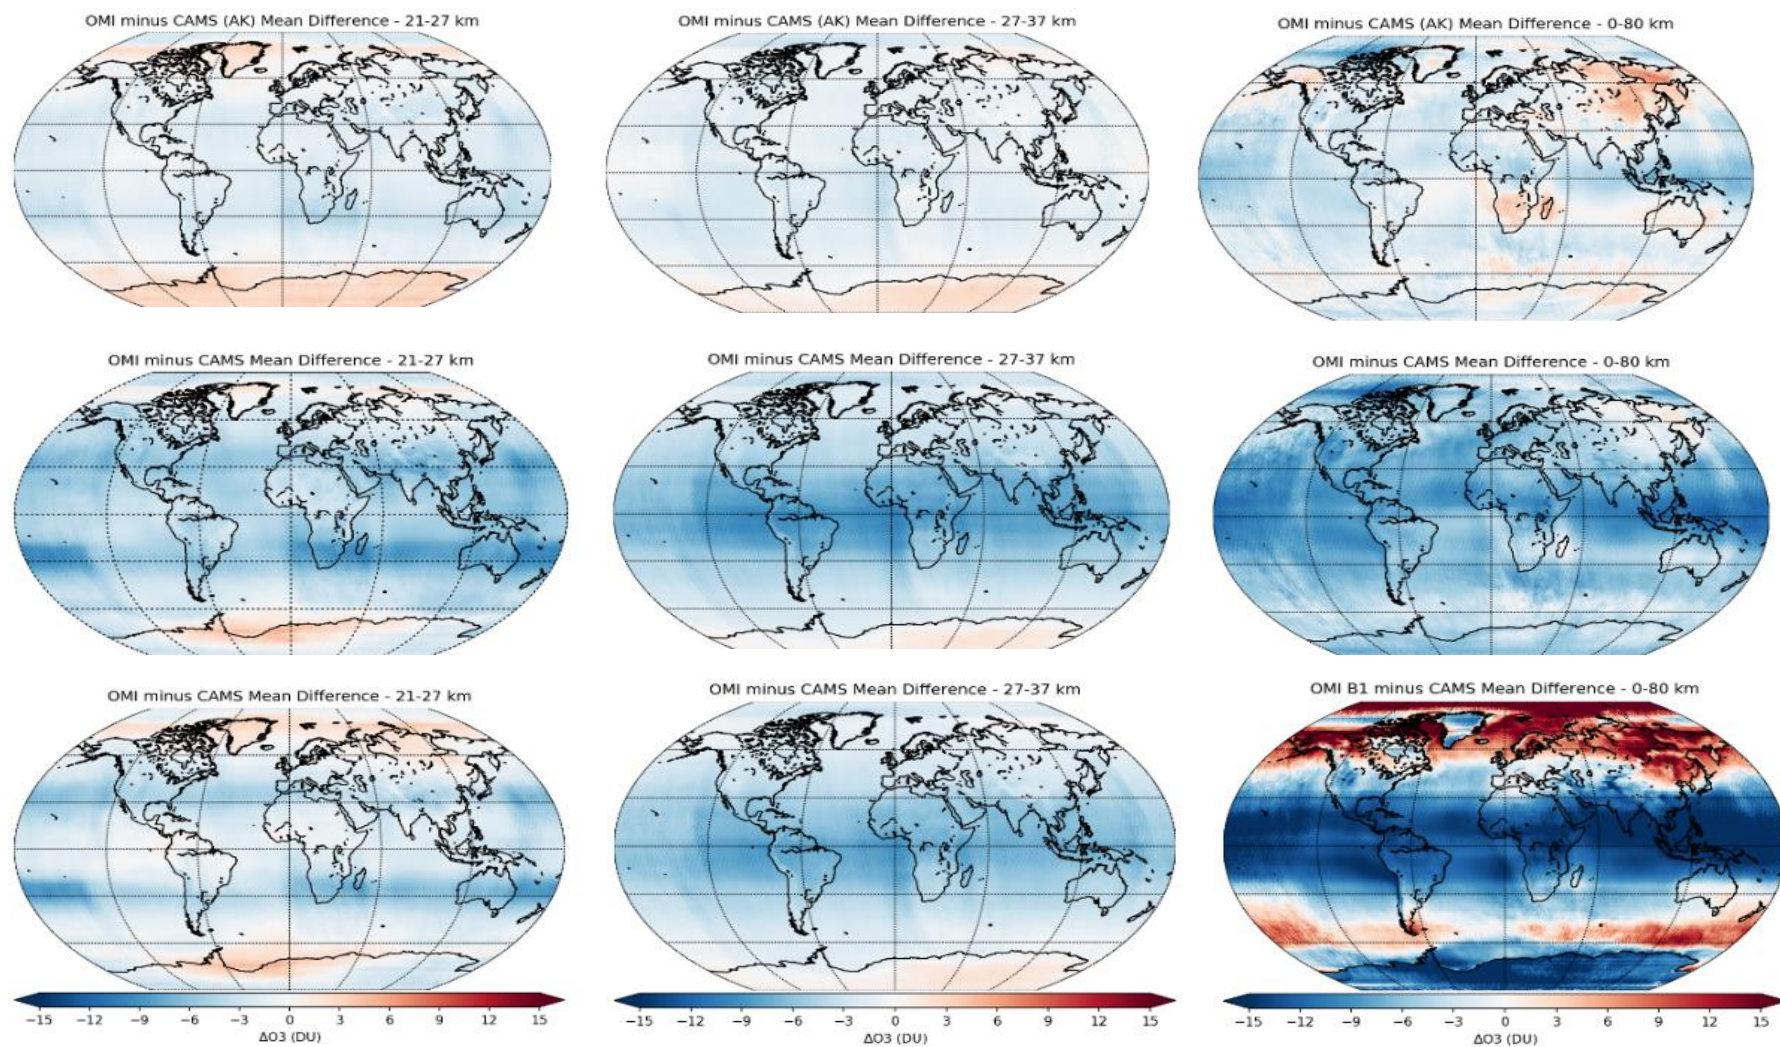 OMI minus CAMS (AK) Mean Difference - 21-27 km
OMI minus CAMS (AK) Mean Difference - 27-37 km
OMI minus CAMS (AK) Mean Difference - 0-80 km
OMI minus CAMS Mean Difference - 21-27 km
OMI minus CAMS Mean Difference - 27-37 km
OMI minus CAMS Mean Difference - 0-80 km
OMI minus CAMS Mean Difference - 21-27 km
OMI minus CAMS Mean Difference - 27-37 km
OMI B1 minus CAMS Mean Difference - 0-80 km
−15 −12 −9 −6 −3 0 3 6 9 12 15
ΔO3 (DU)
−15 −12 −9 −6 −3 0 3 6 9 12 15
ΔO3 (DU)
−15 −12 −9 −6 −3 0 3 6 9 12 15
ΔO3 (DU)